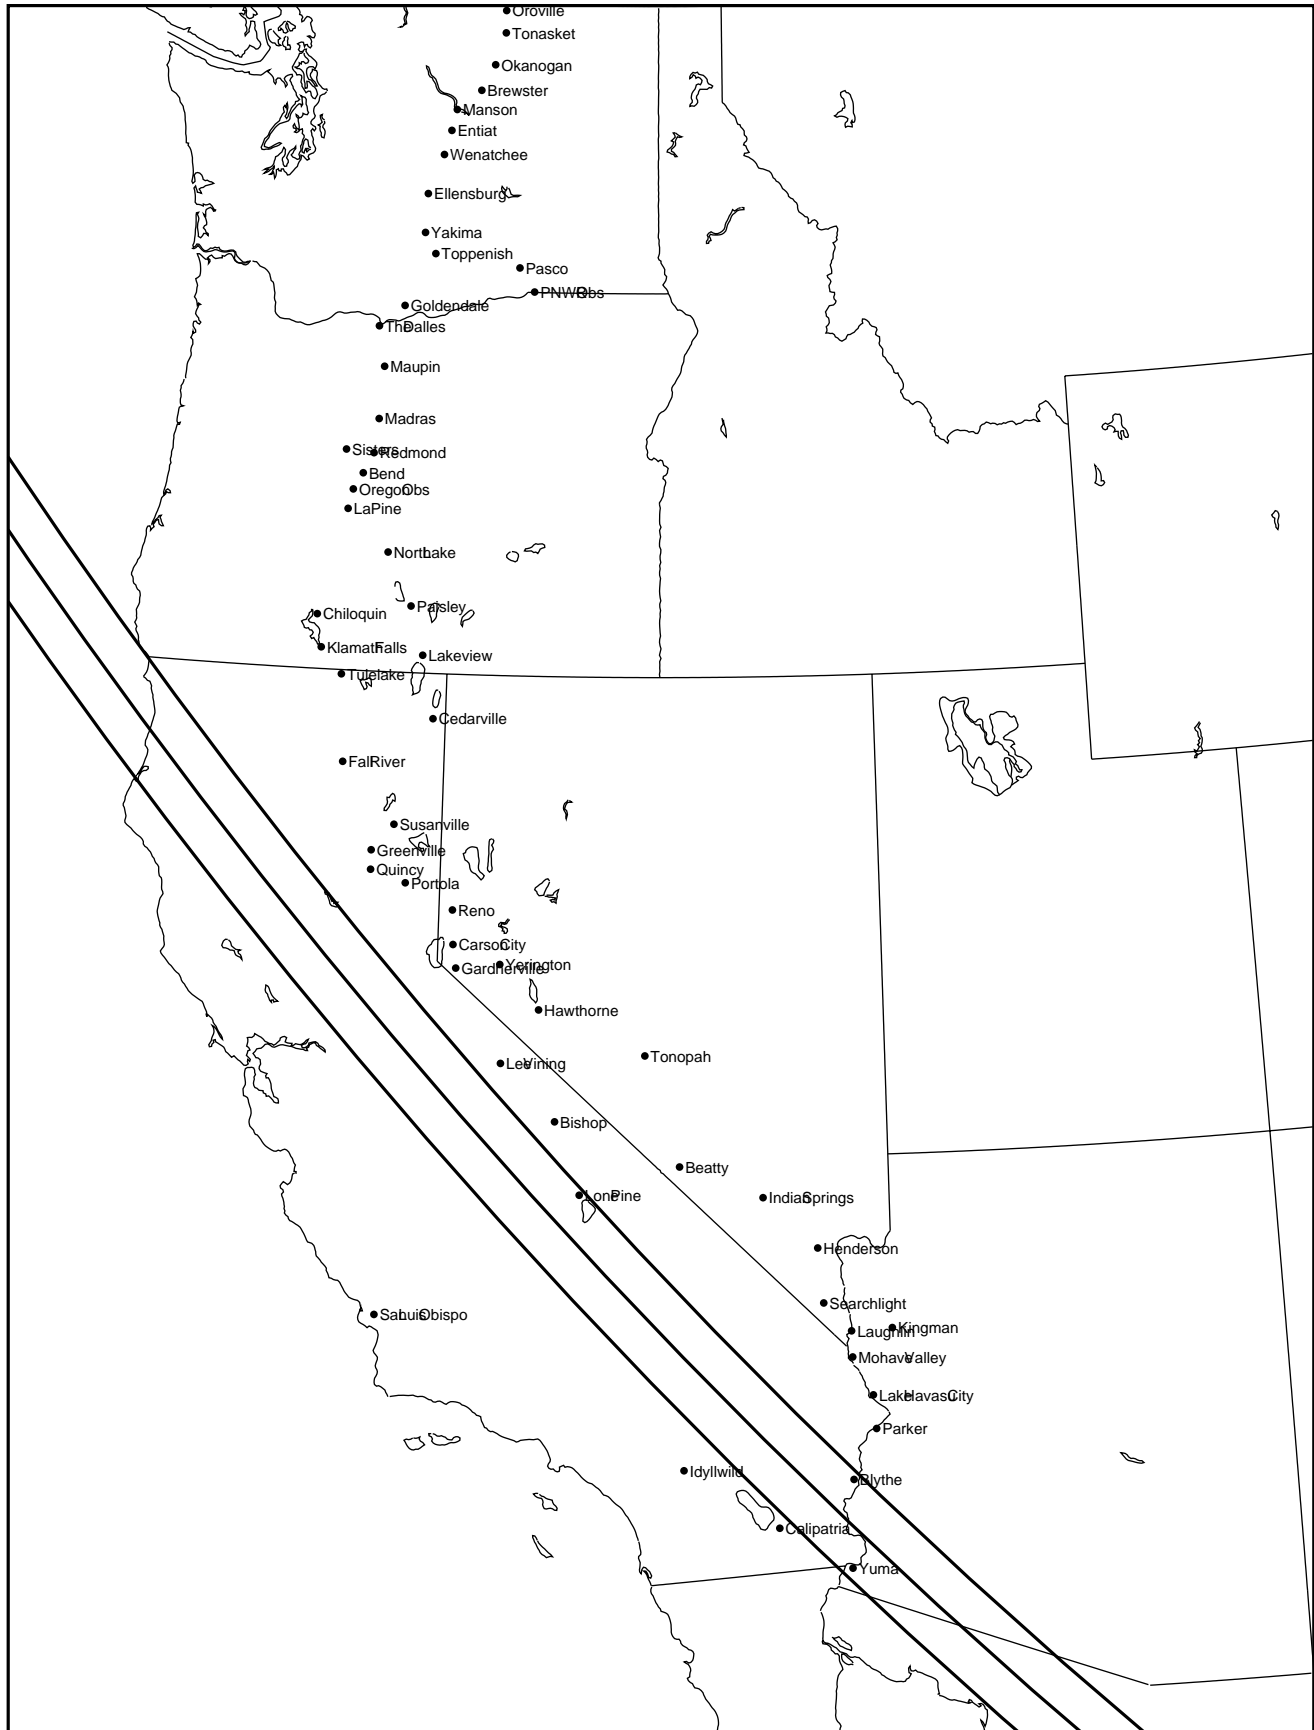 Oroville
Tonasket
Okanogan
Brewster
Manson
Entiat
Wenatchee
Ellensburg
Yakima
Toppenish
Pasco
PNWRObs
Goldendale
TheDalles
Maupin
Madras
Sisters
Redmond
Bend
OregonObs
LaPine
NorthLake
Paisley
Chiloquin
KlamathFalls
Lakeview
Tulelake
Cedarville
FallRiver
Susanville
Greenville
Quincy
Portola
Reno
CarsonCity
Yerington
Gardnerville
Hawthorne
Tonopah
LeeVining
Bishop
Beatty
LonePine
IndianSprings
Henderson
Searchlight
SanLuisObispo
Kingman
Laughlin
MohaveValley
LakeHavasuCity
Parker
Idyllwild
Blythe
Calipatria
Yuma